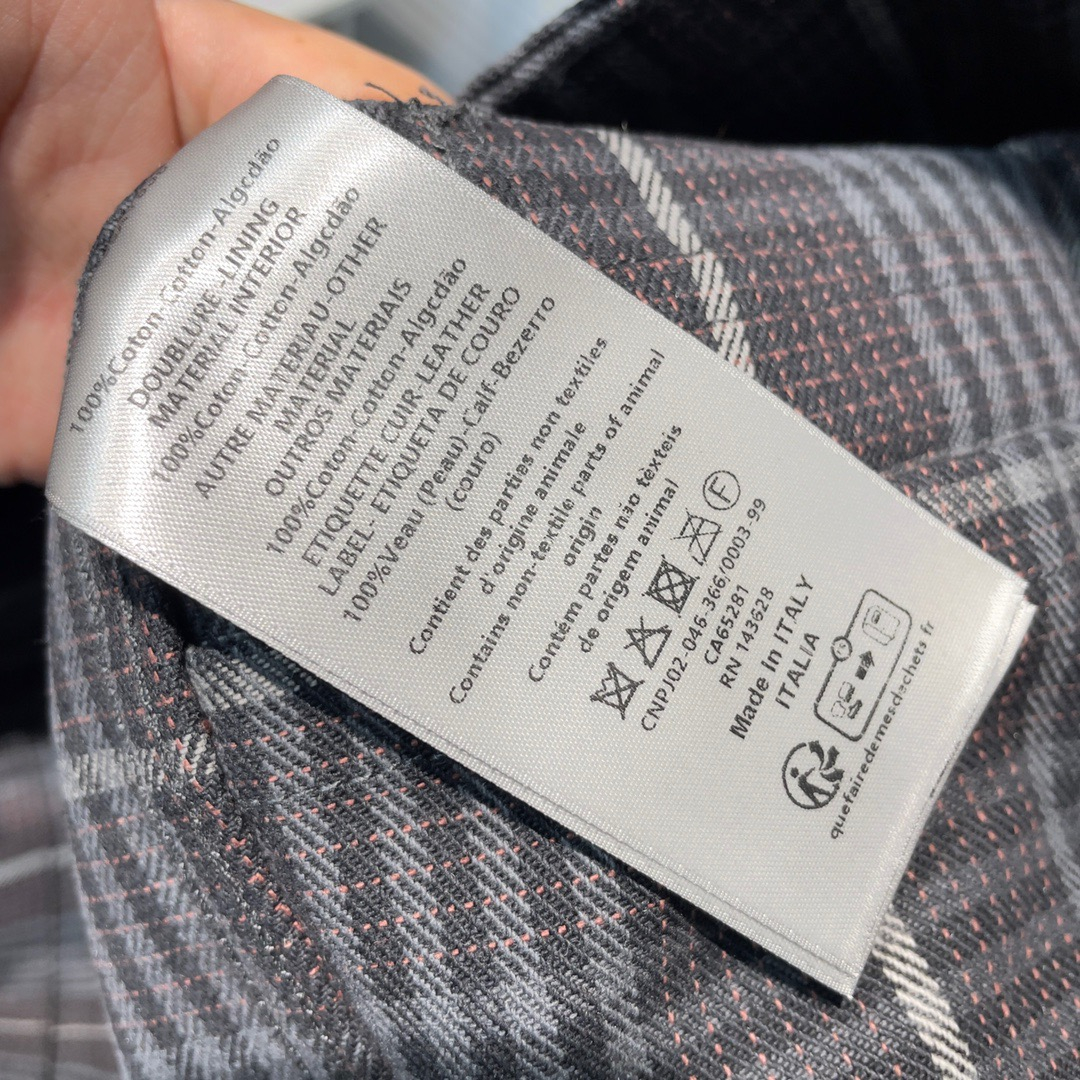 100%Coton-Cotton-Algcdão
DOUBLURE-LINING
MATERIAL INTERIOR
100%Coton-Cotton-Algcdão
AUTRE MATERIAU-OTHER
MATERIAL
OUTROS MATERIAIS
100%Coton-Cotton-Algcdão
ETIQUETTE CUIR-LEATHER
LABEL- ETIQUETA DE COURO
100%Veau (Peau)-Calf-Bezerro
(couro)
Contient des parties non textiles
d'origine animale
Contains non-textile parts of animal
origin
Contém partes não tèxteis
de origem animal
F
CNPJ02-046-366/0003-99
CA65281
RN 143628
Made in ITALY
ITALIA
quefairedemesdechets.fr